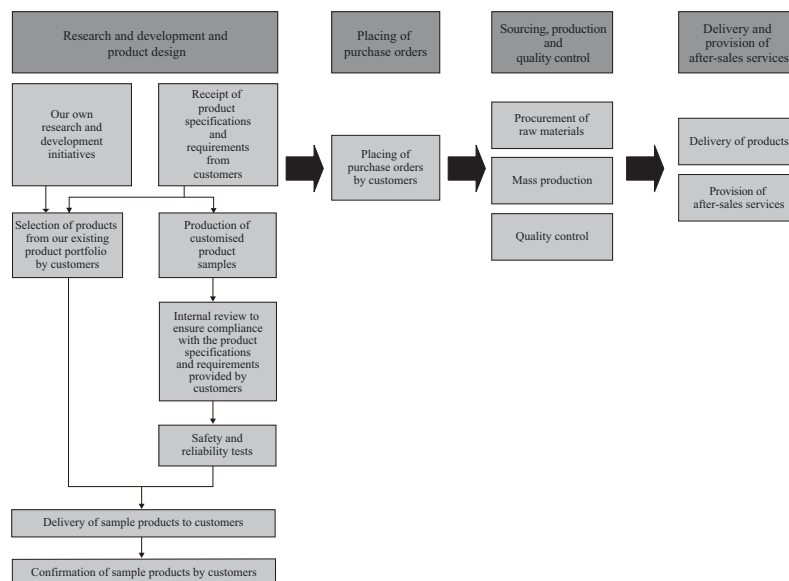 Research and development and
product design
Placing of
purchase orders
Sourcing, production
and
quality control
Delivery and
provision of
after-sales services
Our own
research and
development
initiatives
Receipt of
product
specifications
and
requirements
from
customers
Placing of
purchase orders
by customers
Procurement of
raw materials
Mass production
Quality control
Delivery of products
Provision of
after-sales services
Selection of products
from our existing
product portfolio
by customers
Production of
customised
product
samples
Internal review to
ensure compliance
with the product
specifications
and requirements
provided by
customers
Safety and
reliability tests
Delivery of sample products to customers
Confirmation of sample products by customers